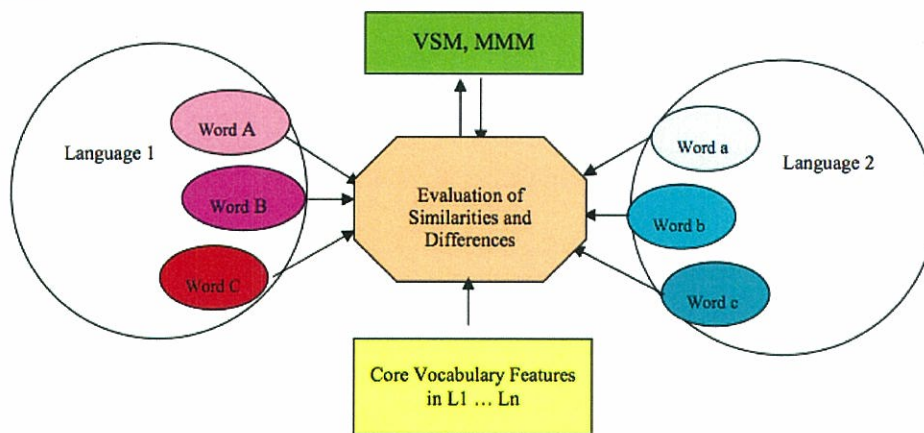 VSM, MMM
Language 1
Word A
Word B
Word C
Evaluation of
Similarities and
Differences
Word a
Word b
Word c
Language 2
Core Vocabulary Features
in L1 ... Ln